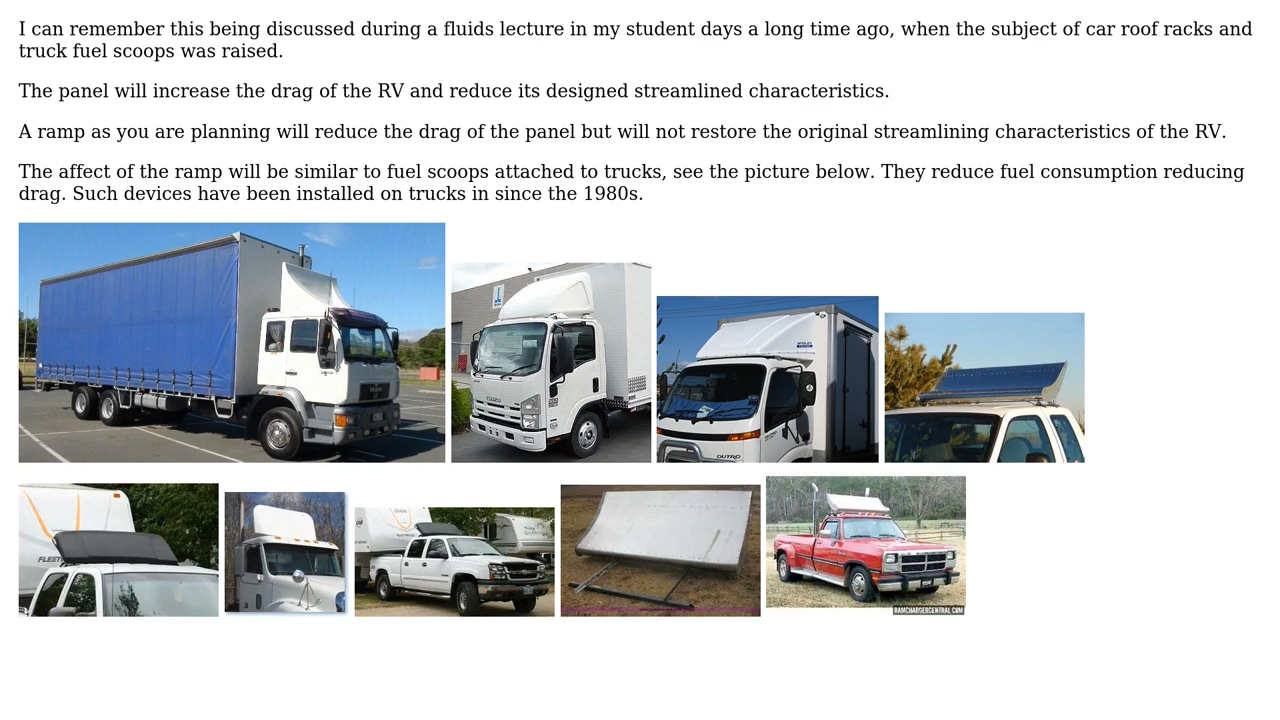 I can remember this being discussed during a fluids lecture in my student days a long time ago, when the subject of car roof racks and
truck fuel scoops was raised.
The panel will increase the drag of the RV and reduce its designed streamlined characteristics.
A ramp as you are planning will reduce the drag of the panel but will not restore the original streamlining characteristics of the RV.
The affect of the ramp will be similar to fuel scoops attached to trucks, see the picture below. They reduce fuel consumption reducing
drag. Such devices have been installed on trucks in since the 1980s.
MAN
ISUZU
DUTRO
FLEET
RAMCHARGERCENTRAL.COM